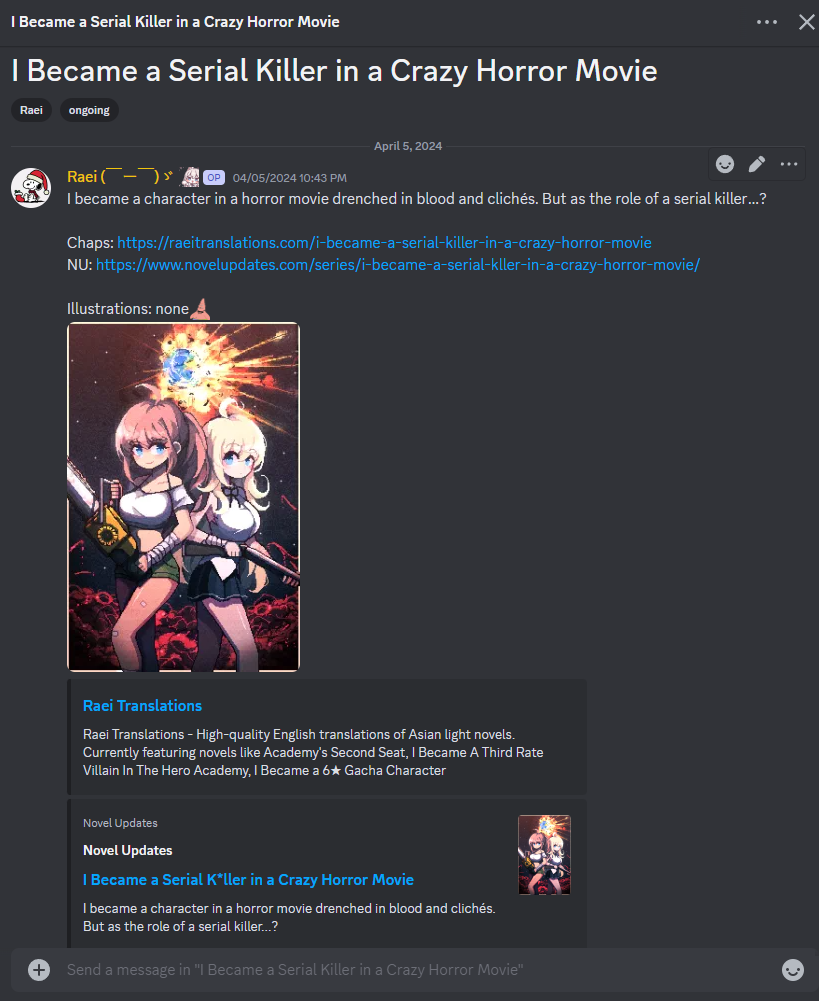 I Became a Serial Killer in a Crazy Horror Movie
I Became a Serial Killer in a Crazy Horror Movie
Raei ongoing
April 5, 2024
Raei (￣ー￣)ゞ OP 04/05/2024 10:43 PM
I became a character in a horror movie drenched in blood and clichés. But as the role of a serial killer...?
Chaps: https://raeitranslations.com/i-became-a-serial-killer-in-a-crazy-horror-movie
NU: https://www.novelupdates.com/series/i-became-a-serial-kller-in-a-crazy-horror-movie/
Illustrations: none
Raei Translations
Raei Translations - High-quality English translations of Asian light novels.
Currently featuring novels like Academy's Second Seat, I Became A Third Rate
Villain In The Hero Academy, I Became a 6★ Gacha Character
Novel Updates
Novel Updates
I Became a Serial K*ller in a Crazy Horror Movie
I became a character in a horror movie drenched in blood and clichés.
But as the role of a serial killer...?
Send a message in "I Became a Serial Killer in a Crazy Horror Movie"